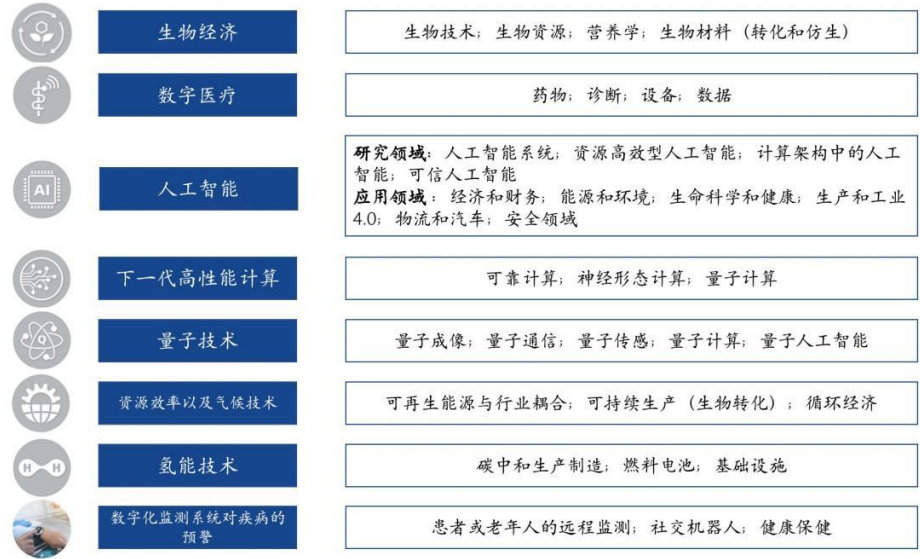 生物经济
生物技术；生物资源；营养学；生物材料（转化和仿生）
数字医疗
药物；诊断；设备；数据
AI
人工智能
研究领域：人工智能系统；资源高效型人工智能；计算架构中的人工
智能；可信人工智能
应用领域：经济和财务；能源和环境；生命科学和健康；生产和工业
4.0；物流和汽车；安全领域
下一代高性能计算
可靠计算；神经形态计算；量子计算
Q
量子技术
量子成像；量子通信；量子传感；量子计算；量子人工智能
资源效率以及气候技术
可再生能源与行业耦合；可持续生产（生物转化）；循环经济
H H
氢能技术
碳中和生产制造；燃料电池；基础设施
数字化监测系统对疾病的
预警
患者或老年人的远程监测；社交机器人；健康保健